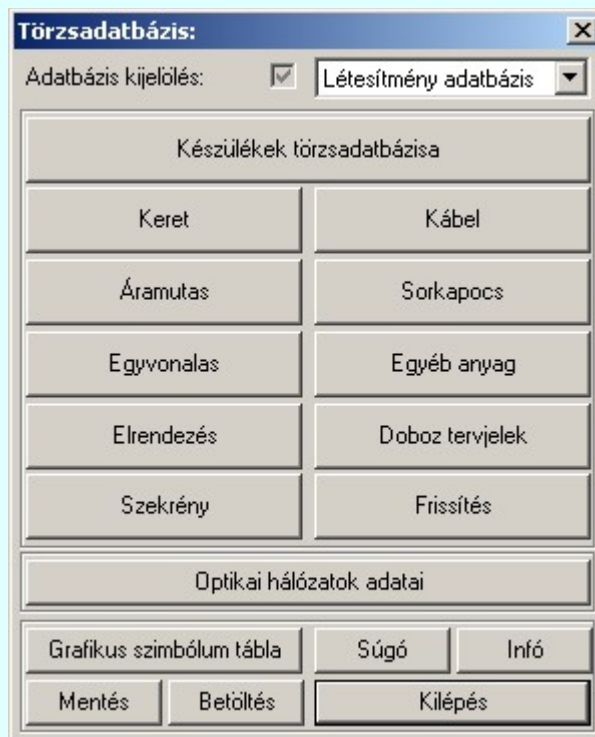 Törzsadatbázis:
Adatbázis kijelölés: Létesítmény adatbázis
Készülékek törzsadatbázisa
Keret Kábel
Áramutas Sorkapocs
Egyvonalas Egyéb anyag
Elrendezés Doboz tervjelek
Szekrény Frissítés
Optikai hálózatok adatai
Grafikus szimbólum tábla Súgó Infó
Mentés Betöltés Kilépés